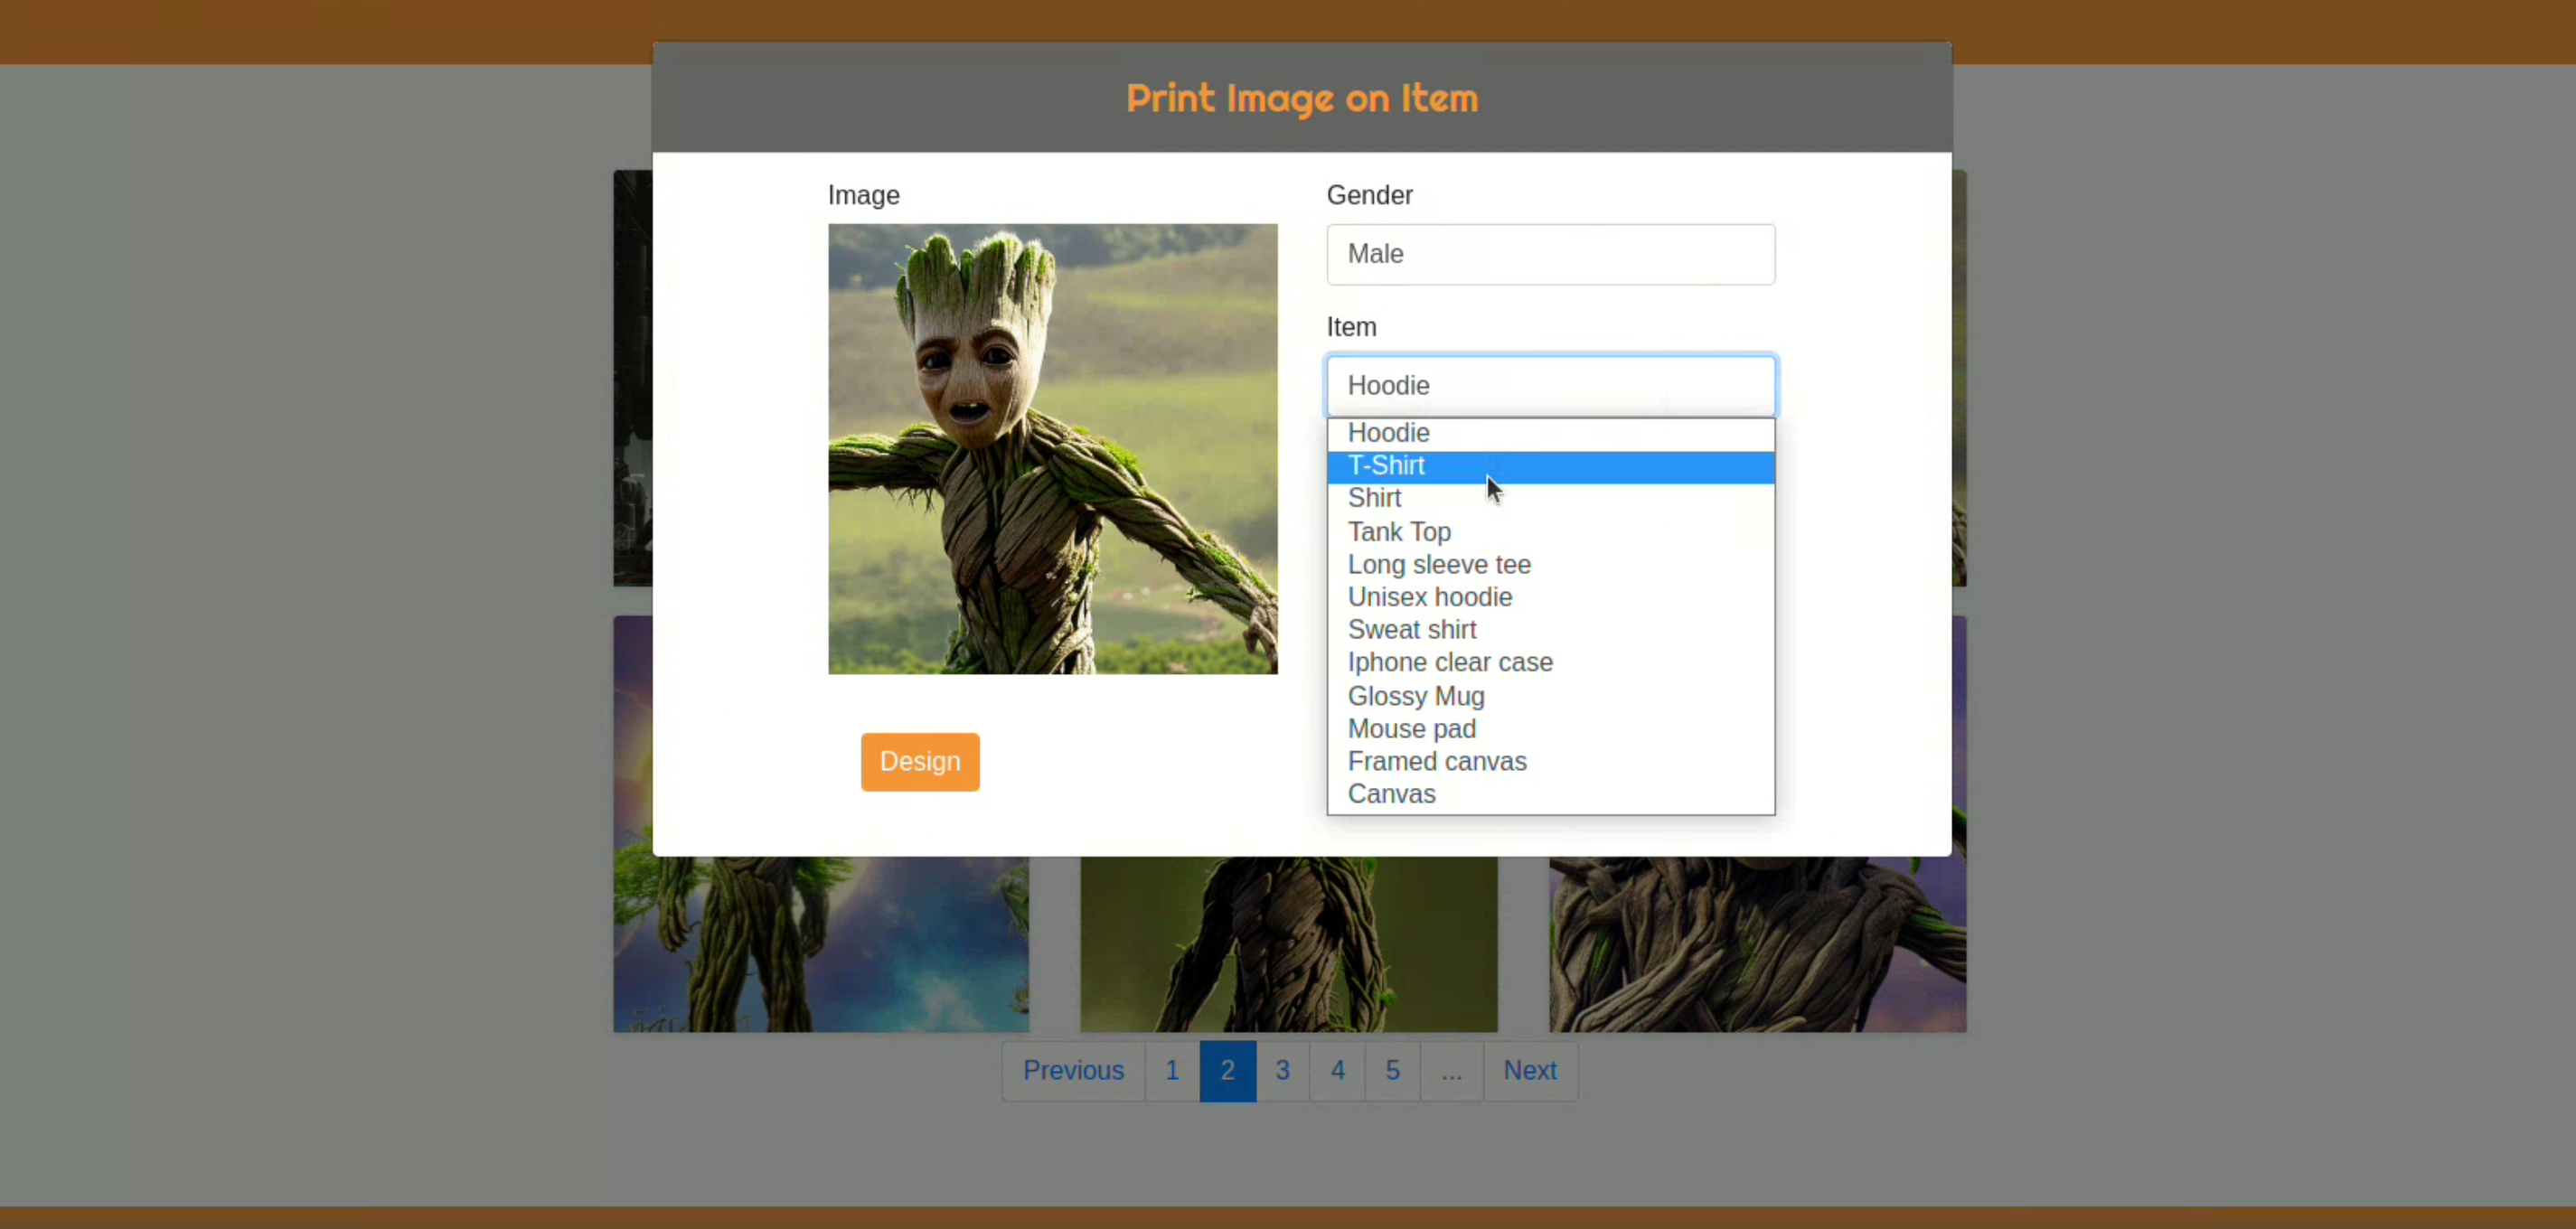 Print Image on Item
Image
Gender
Male
Item
Hoodie
Hoodie
T-Shirt
Shirt
Tank Top
Long sleeve tee
Unisex hoodie
Sweat shirt
Iphone clear case
Glossy Mug
Mouse pad
Framed canvas
Canvas
Design
Previous 1 2 3 4 5 ... Next